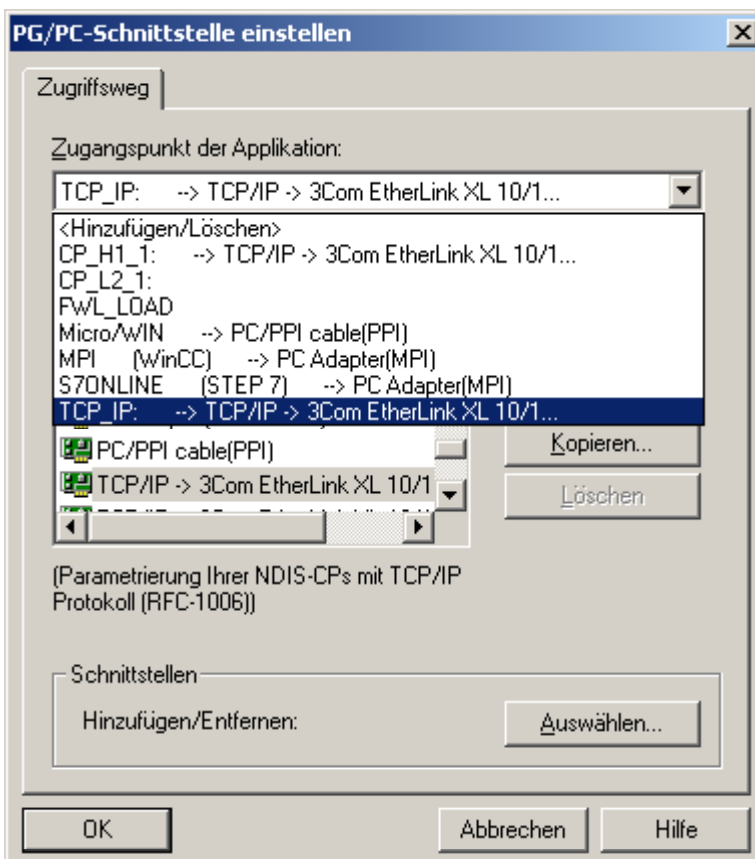 PG/PC-Schnittstelle einstellen
Zugriffsweg
Zugangspunkt der Applikation:
TCP_IP: --> TCP/IP -> 3Com EtherLink XL 10/1...
<Hinzufügen/Löschen>
CP_H1_1: --> TCP/IP -> 3Com EtherLink XL 10/1...
CP_L2_1:
FWL_LOAD
Micro/WIN --> PC/PPI cable(PPI)
MPI (WinCC) --> PC Adapter(MPI)
S7ONLINE (STEP 7) --> PC Adapter(MPI)
TCP_IP: --> TCP/IP -> 3Com EtherLink XL 10/1...
PC/PPI cable(PPI)
Kopieren...
TCP/IP -> 3Com EtherLink XL 10/1
Löschen
(Parametrierung Ihrer NDIS-CPs mit TCP/IP
Protokoll (RFC-1006))
Schnittstellen
Hinzufügen/Entfernen:
Auswählen...
OK
Abbrechen
Hilfe